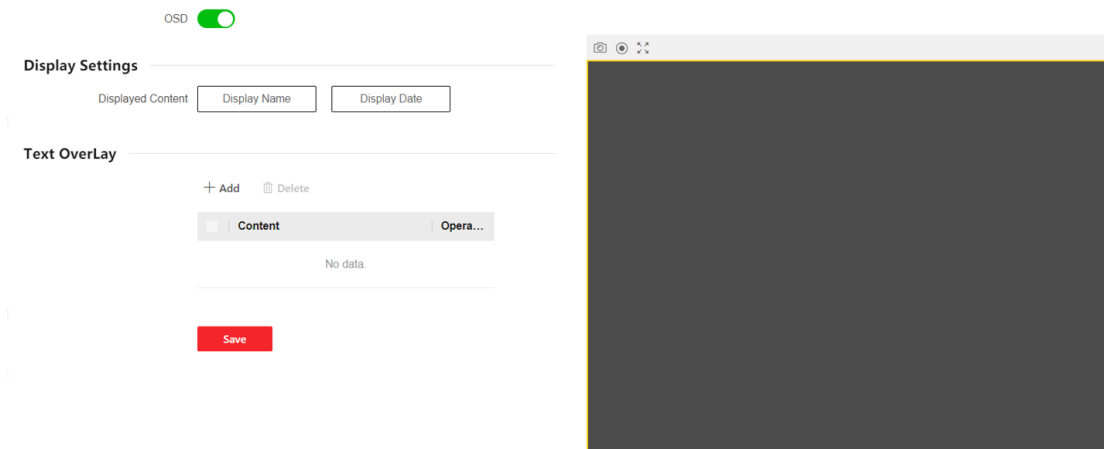 OSD
Display Settings
Displayed Content Display Name Display Date
Text OverLay
Add Delete
Content Opera...
No data.
Save